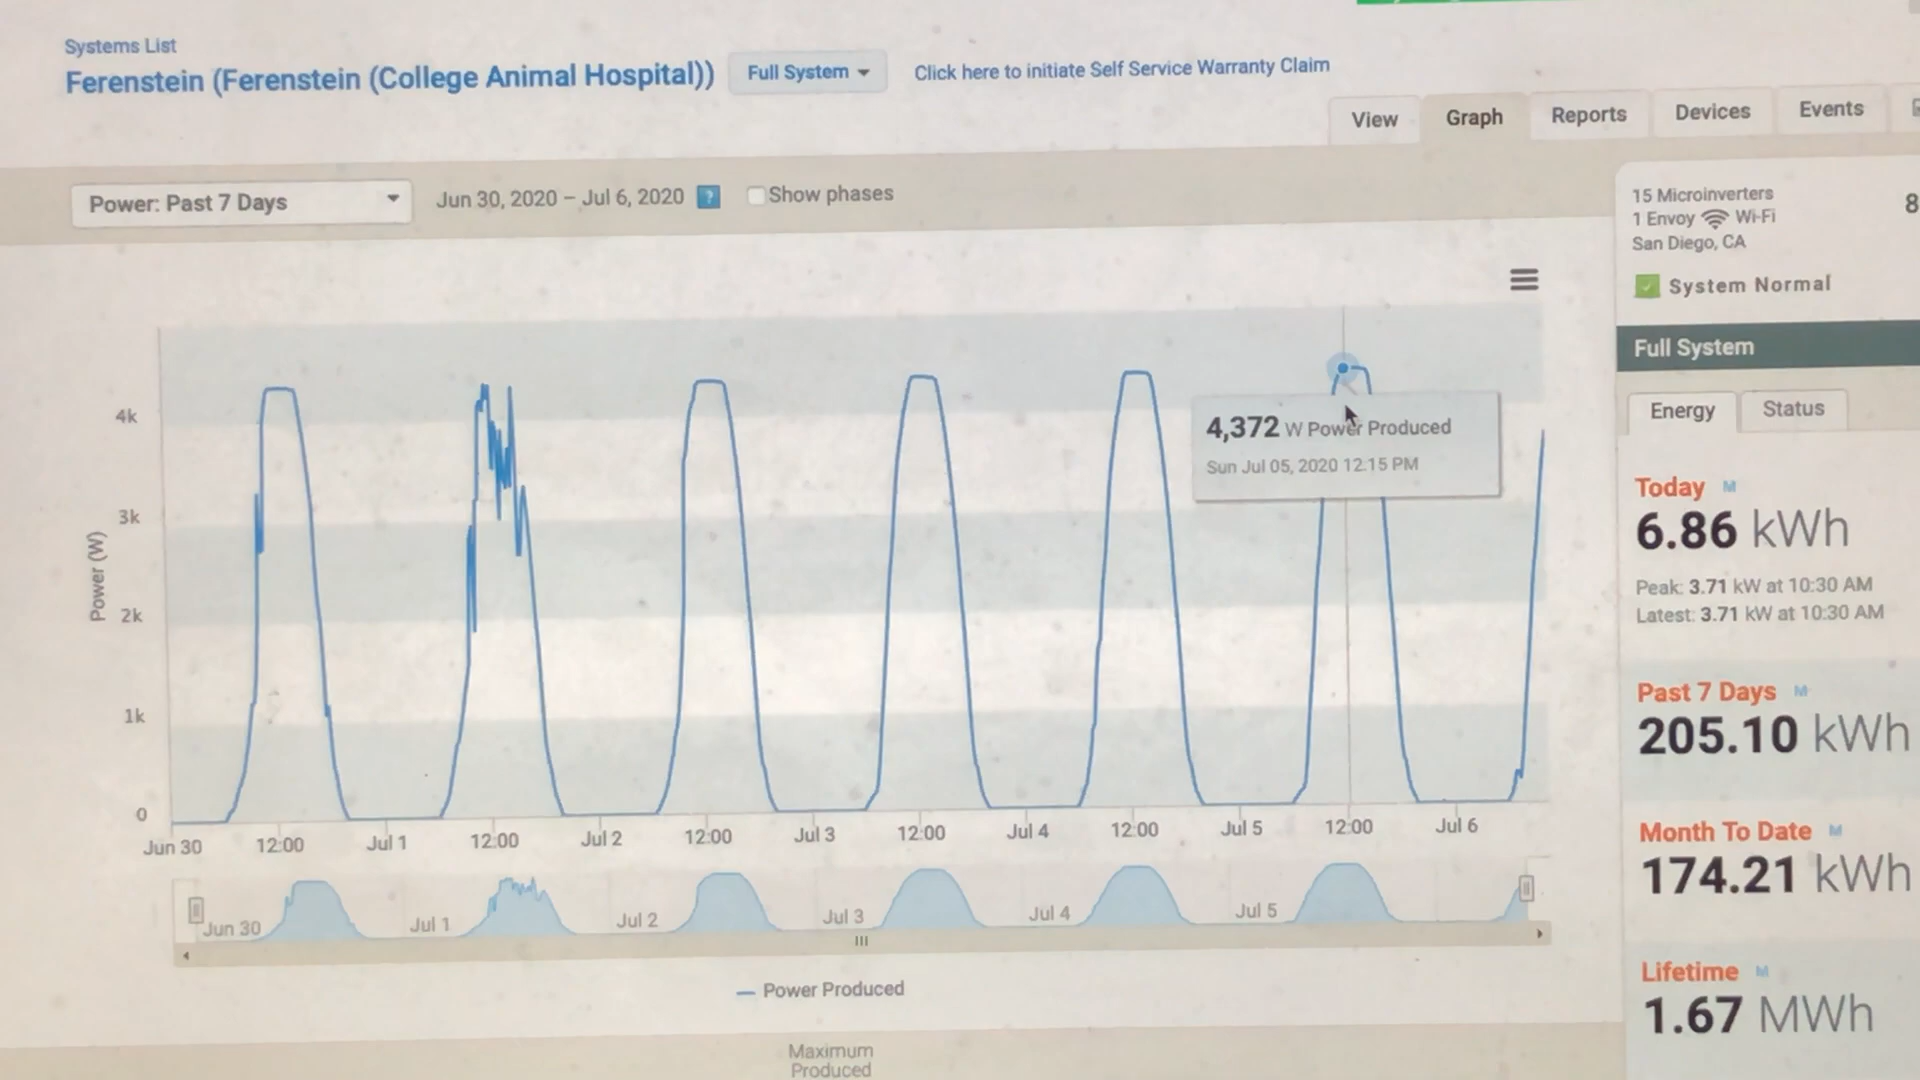 Systems List
Ferenstein (Ferenstein (College Animal Hospital))
Full System
Click here to initiate Self Service Warranty Claim
View
Graph
Reports
Devices
Events
Power: Past 7 Days
Jun 30, 2020 – Jul 6, 2020
?
Show phases
15 Microinverters
8
1 Envoy Wi-Fi
San Diego, CA
System Normal
Full System
Energy
Status
Today M
6.86 kWh
Peak: 3.71 kW at 10:30 AM
Latest: 3.71 kW at 10:30 AM
Past 7 Days M
205.10 kWh
Month To Date M
174.21 kWh
Lifetime M
1.67 MWh
Power (W)
4k
3k
2k
1k
0
4,372 W Power Produced
Sun Jul 05, 2020 12:15 PM
Jun 30 12:00 Jul 1 12:00 Jul 2 12:00 Jul 3 12:00 Jul 4 12:00 Jul 5 12:00 Jul 6
Jun 30 Jul 1 Jul 2 Jul 3 Jul 4 Jul 5
Power Produced
Maximum
Produced